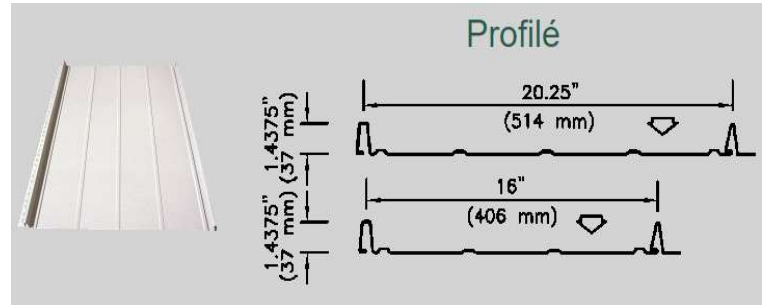 Profilé
20.25"
(514 mm)
1.4375"
(37 mm)
16"
(406 mm)
1.4375"
(37 mm)